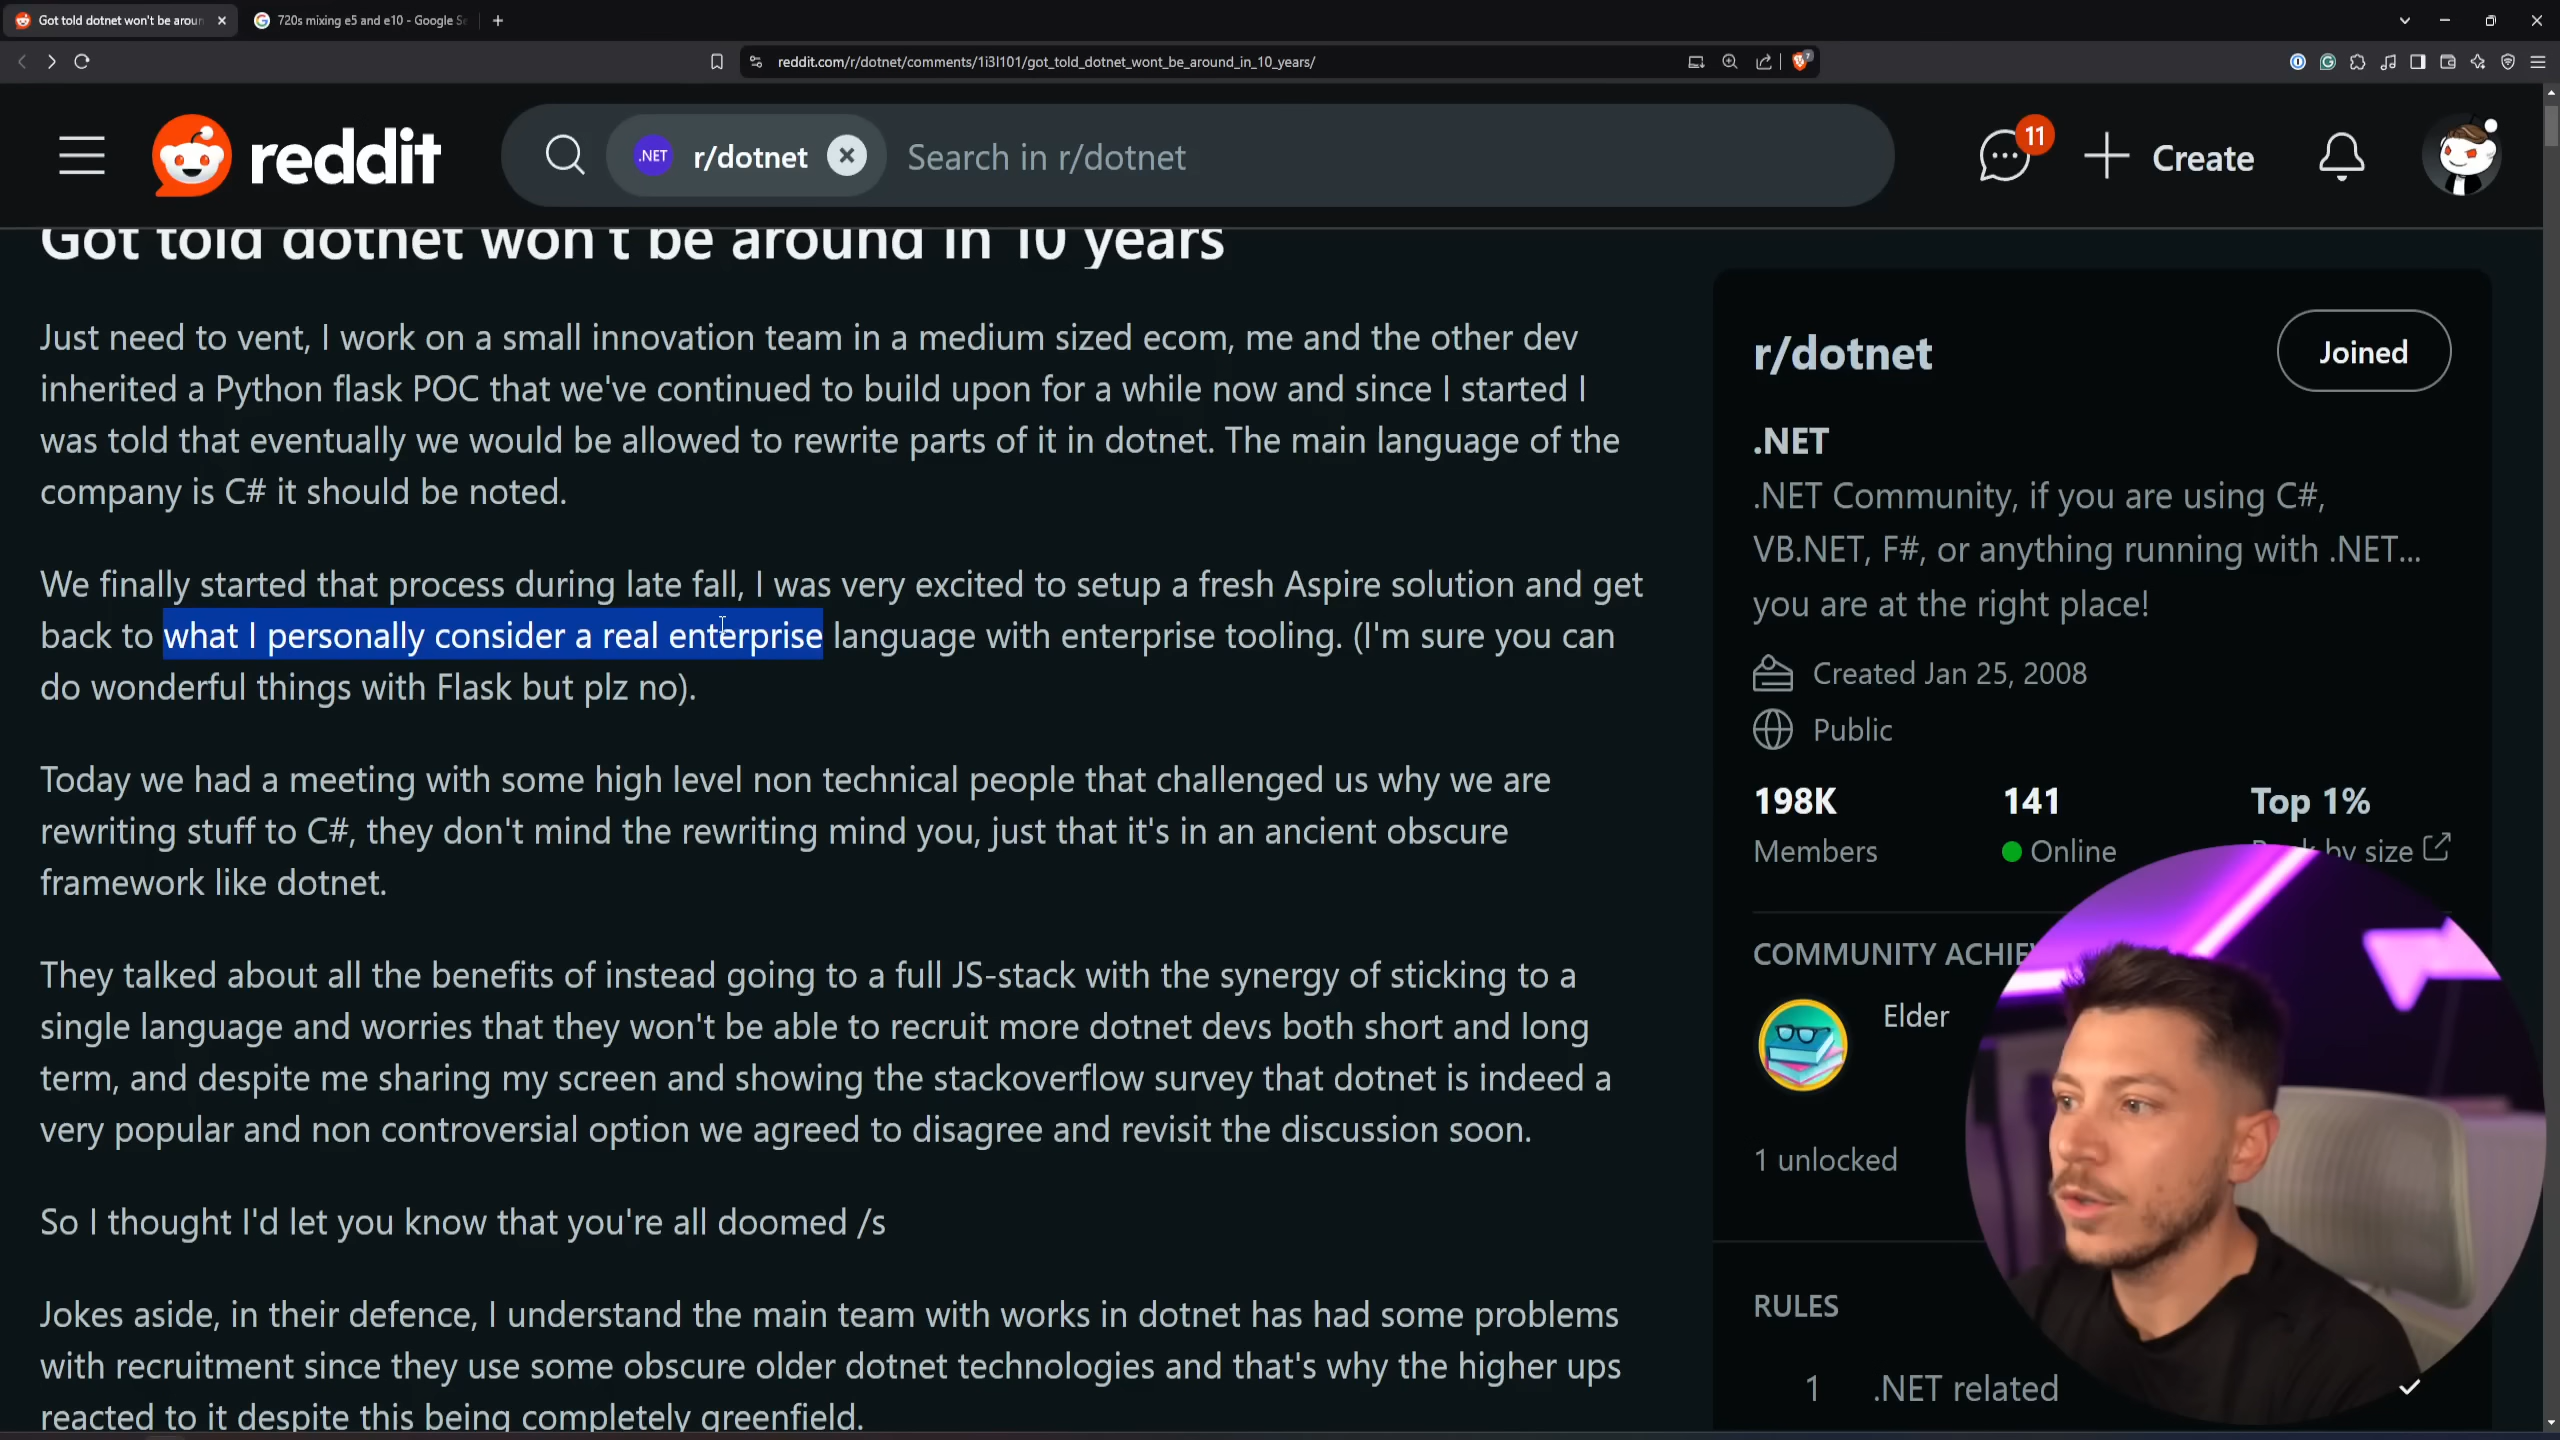 Got told dotnet won't be aroun
720s mixing e5 and e10 - Google Se
reddit.com/r/dotnet/comments/1i3l101/got_told_dotnet_wont_be_around_in_10_years/
reddit
.NET
r/dotnet
Search in r/dotnet
11
Create
Got told dotnet won't be around in 10 years
Just need to vent, I work on a small innovation team in a medium sized ecom, me and the other dev
inherited a Python flask POC that we've continued to build upon for a while now and since I started I
was told that eventually we would be allowed to rewrite parts of it in dotnet. The main language of the
company is C# it should be noted.
We finally started that process during late fall, I was very excited to setup a fresh Aspire solution and get
back to what I personally consider a real enterprise language with enterprise tooling. (I'm sure you can
do wonderful things with Flask but plz no).
Today we had a meeting with some high level non technical people that challenged us why we are
rewriting stuff to C#, they don't mind the rewriting mind you, just that it's in an ancient obscure
framework like dotnet.
They talked about all the benefits of instead going to a full JS-stack with the synergy of sticking to a
single language and worries that they won't be able to recruit more dotnet devs both short and long
term, and despite me sharing my screen and showing the stackoverflow survey that dotnet is indeed a
very popular and non controversial option we agreed to disagree and revisit the discussion soon.
So I thought I'd let you know that you're all doomed /s
Jokes aside, in their defence, I understand the main team with works in dotnet has had some problems
with recruitment since they use some obscure older dotnet technologies and that's why the higher ups
reacted to it despite this being completely greenfield.
r/dotnet
Joined
.NET
.NET Community, if you are using C#,
VB.NET, F#, or anything running with .NET...
you are at the right place!
Created Jan 25, 2008
Public
198K
141
Top 1%
Members
Online
by size
COMMUNITY ACHIE
Elder
1 unlocked
RULES
1
.NET related